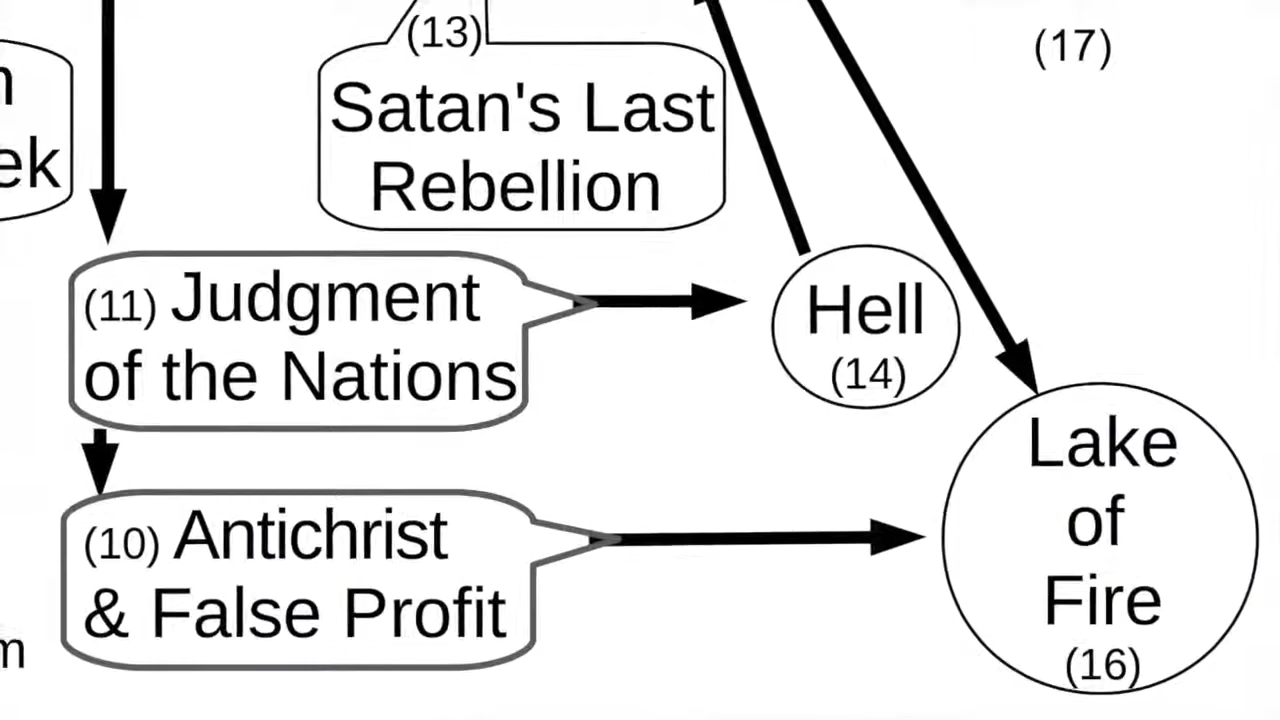 (13)
Satan's Last
Rebellion
(17)
ek
(11) Judgment
of the Nations
Hell
(14)
(10) Antichrist
& False Profit
Lake
of
Fire
(16)
m